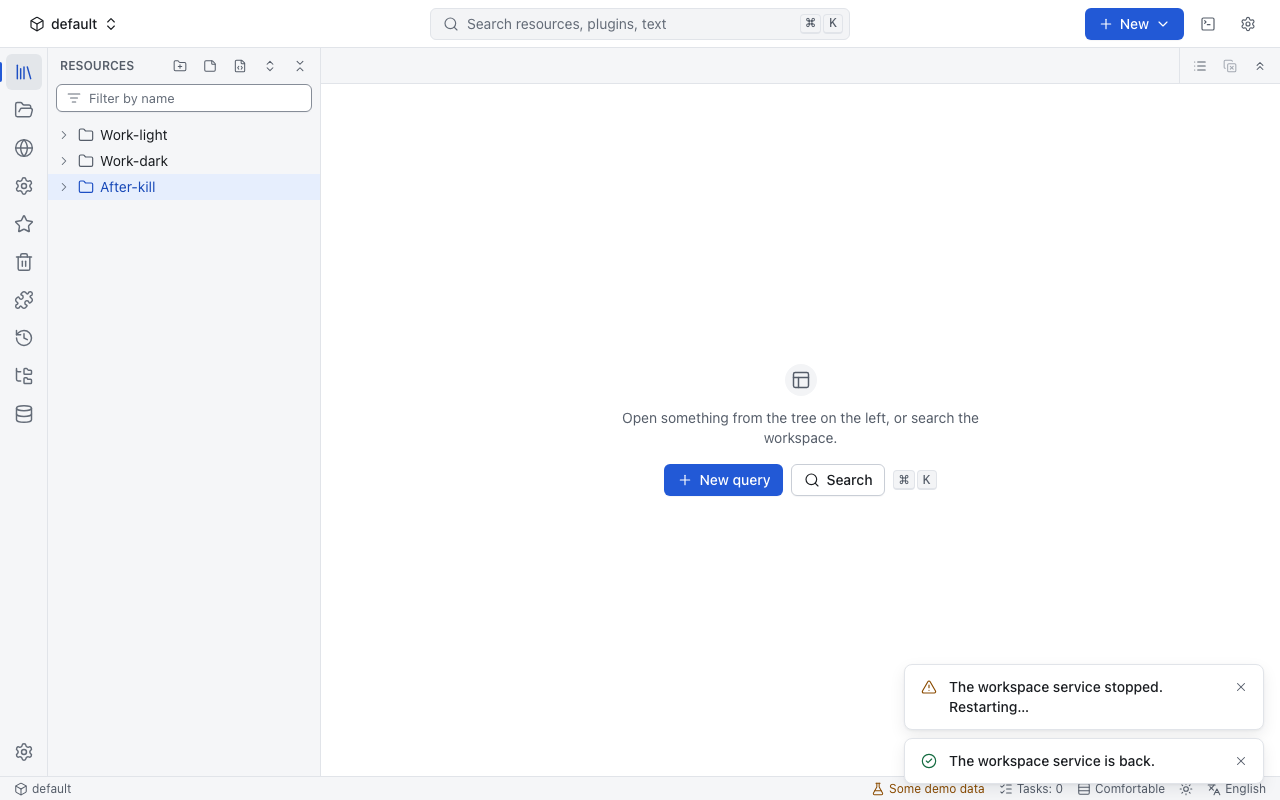 default
Search resources, plugins, text
⌘ K
New
RESOURCES
Filter by name
Work-light
Work-dark
After-kill
Open something from the tree on the left, or search the
workspace.
New query
Search
⌘ K
The workspace service stopped.
Restarting...
The workspace service is back.
default
Some demo data
Tasks: 0
Comfortable
English